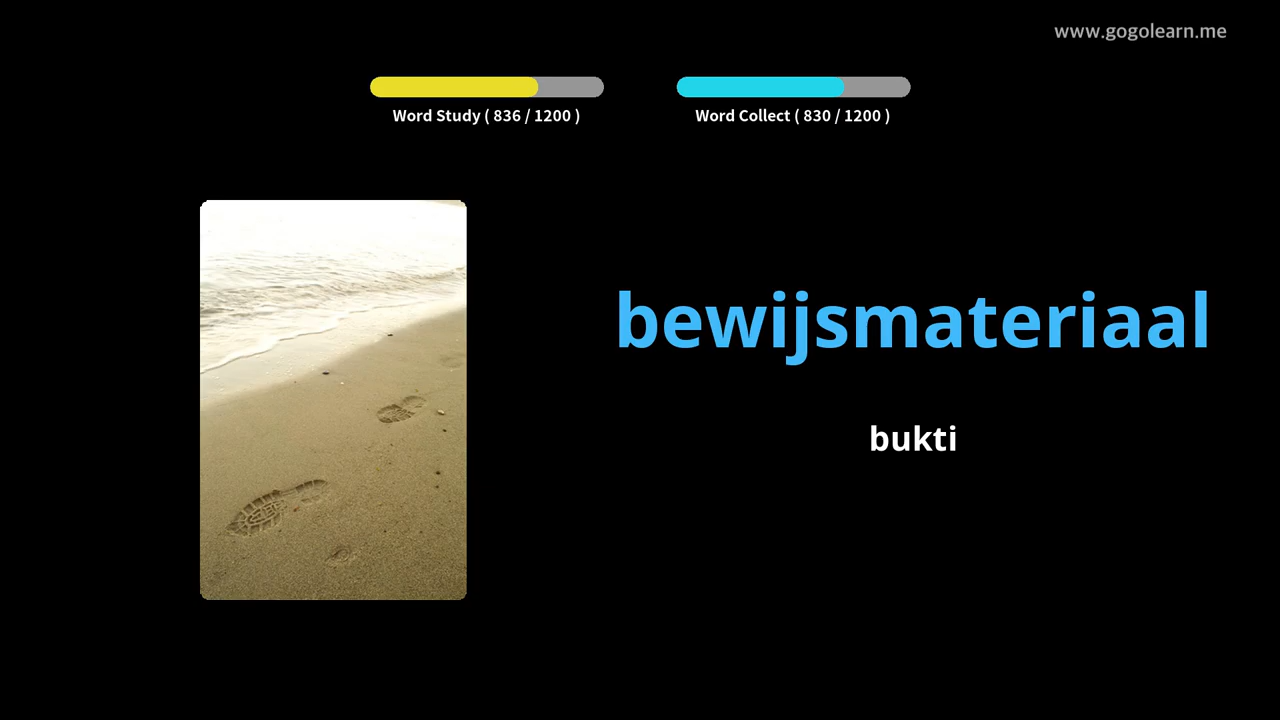 www.gogolearn.me
Word Study ( 836 / 1200 )
Word Collect ( 830 / 1200 )
bewijsmateriaal
bukti